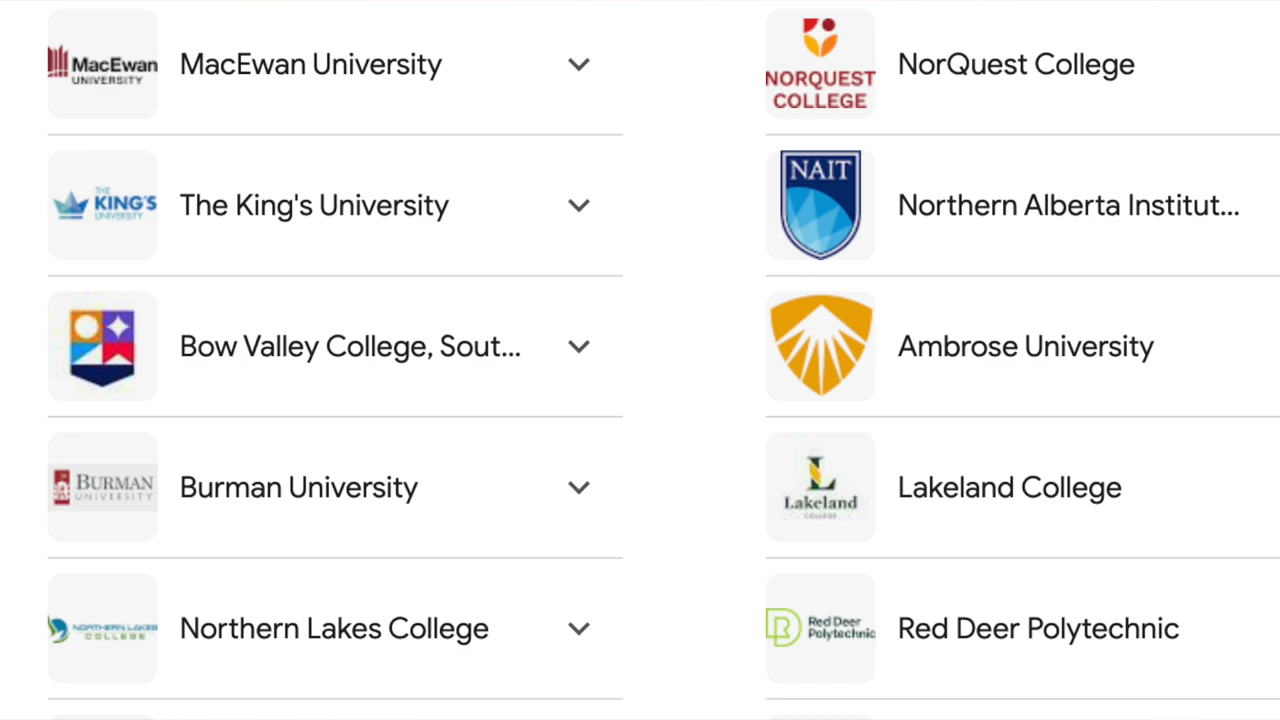 MacEwan
UNIVERSITY
MacEwan University
NORQUEST
COLLEGE
NorQuest College
THE
KING'S
UNIVERSITY
The King's University
NAIT
Northern Alberta Institut...
Bow Valley College, Sout...
Ambrose University
BURMAN
UNIVERSITY
Burman University
Lakeland
COLLEGE
Lakeland College
NORTHERN LAKES
COLLEGE
Northern Lakes College
Red Deer
Polytechnic
Red Deer Polytechnic